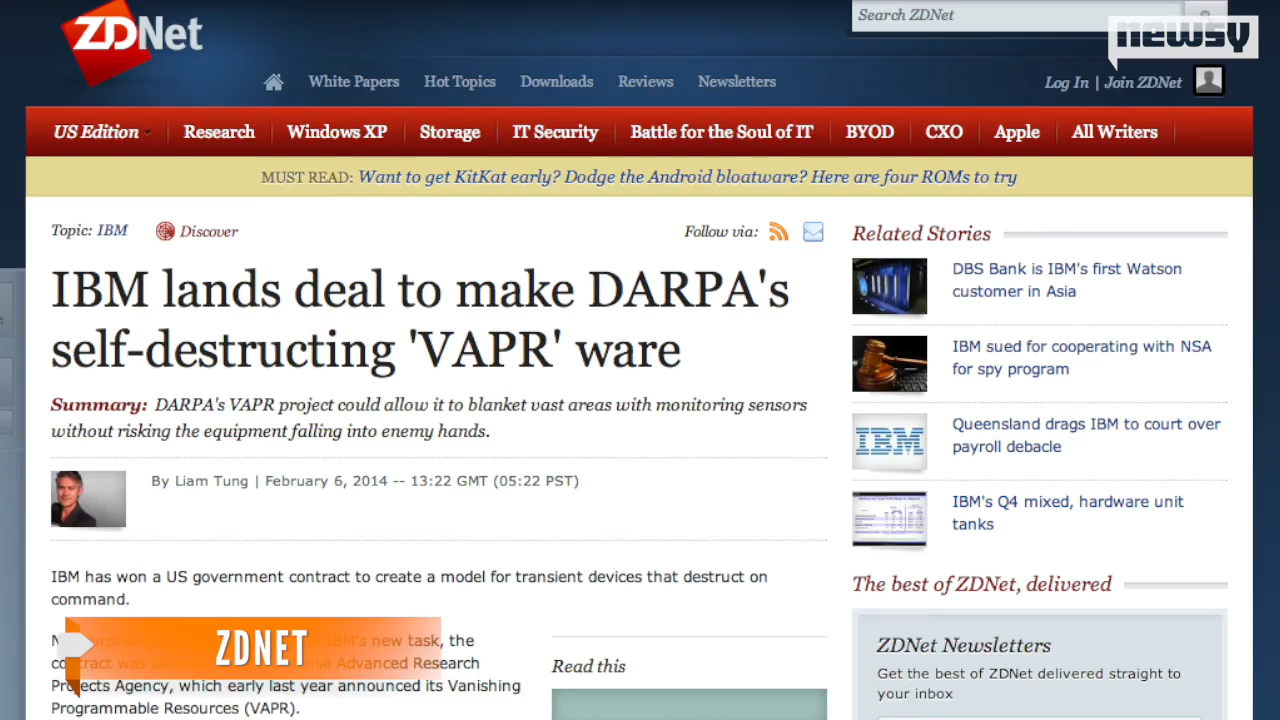 ZDNet
Search ZDNet
newsy
White Papers
Hot Topics
Downloads
Reviews
Newsletters
Log In | Join ZDNet
US Edition
Research
Windows XP
Storage
IT Security
Battle for the Soul of IT
BYOD
CXO
Apple
All Writers
MUST READ: Want to get KitKat early? Dodge the Android bloatware? Here are four ROMs to try
Topic: IBM
Discover
Follow via:
IBM lands deal to make DARPA's
self-destructing 'VAPR' ware
Summary: DARPA's VAPR project could allow it to blanket vast areas with monitoring sensors
without risking the equipment falling into enemy hands.
By Liam Tung | February 6, 2014 -- 13:22 GMT (05:22 PST)
IBM has won a US government contract to create a model for transient devices that destruct on
command.
IBM's new task, the
Advanced Research
Projects Agency, which early last year announced its Vanishing
Programmable Resources (VAPR).
ZDNET
Read this
Related Stories
DBS Bank is IBM's first Watson
customer in Asia
IBM sued for cooperating with NSA
for spy program
IBM
Queensland drags IBM to court over
payroll debacle
IBM's Q4 mixed, hardware unit
tanks
The best of ZDNet, delivered
ZDNet Newsletters
Get the best of ZDNet delivered straight to
your inbox